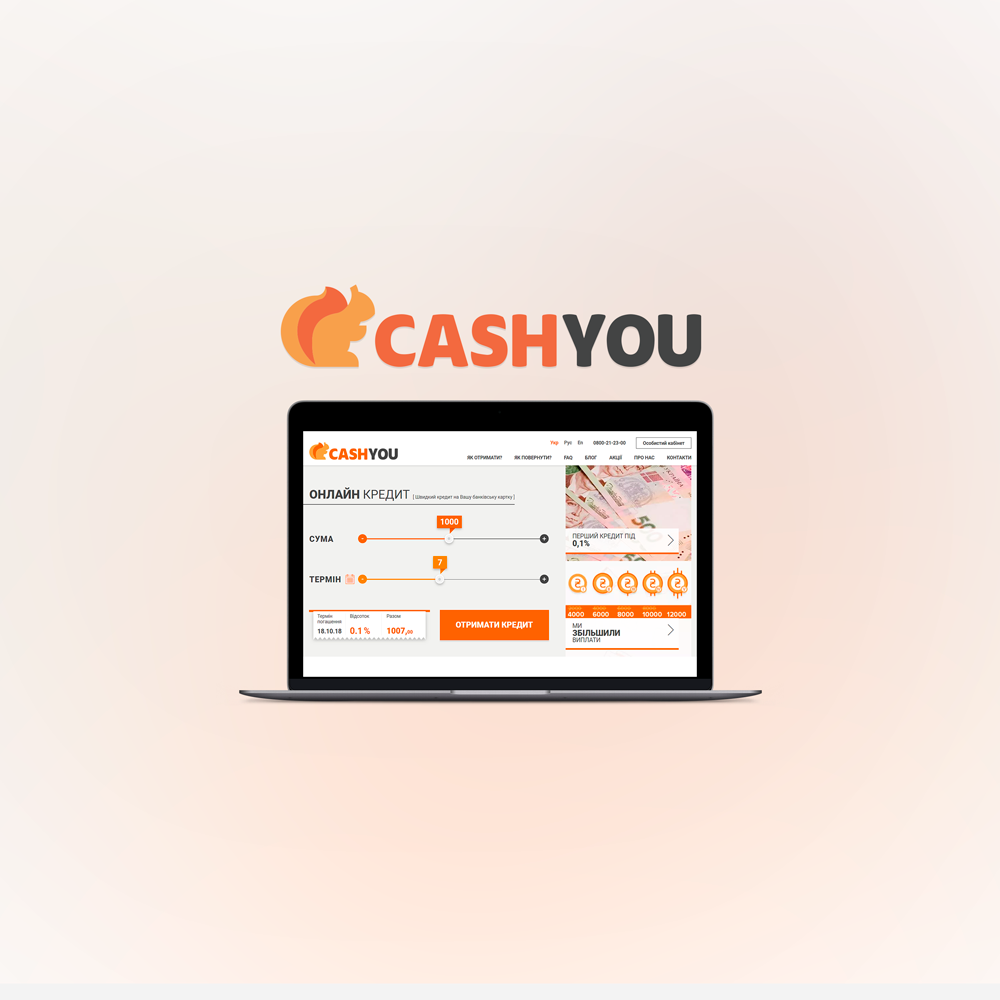 CASHYOU
CASHYOU
Укр Рус En 0800-21-23-00 Особистий кабінет
ЯК ОТРИМАТИ? ЯК ПОВЕРНУТИ? FAQ БЛОГ АКЦІЇ ПРО НАС КОНТАКТИ
ОНЛАЙН КРЕДИТ [ Швидкий кредит на Вашу банківську картку ]
1000
СУМА
7
ТЕРМІН
Термін погашення
18.10.18
Відсоток
0.1 %
Разом
1007,
ОТРИМАТИ КРЕДИТ
500
ПЕРШИЙ КРЕДИТ ПІД
0,1%
4000 6000 8000 10000 12000
МИ
ЗБІЛЬШИЛИ
ВИПЛАТИ